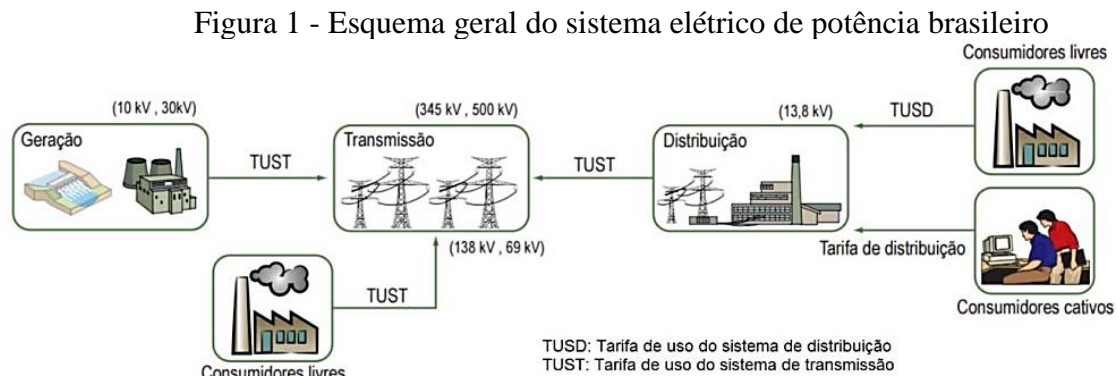 Figura 1 - Esquema geral do sistema elétrico de potência brasileiro
Consumidores livres
(10 kV , 30kV)
(345 kV , 500 kV)
(13,8 kV)
TUSD
Geração
Transmissão
Distribuição
TUST
TUST
(138 kV , 69 kV)
Tarifa de distribuição
TUST
Consumidores cativos
TUSD: Tarifa de uso do sistema de distribuição
TUST: Tarifa de uso do sistema de transmissão
Consumidores livres